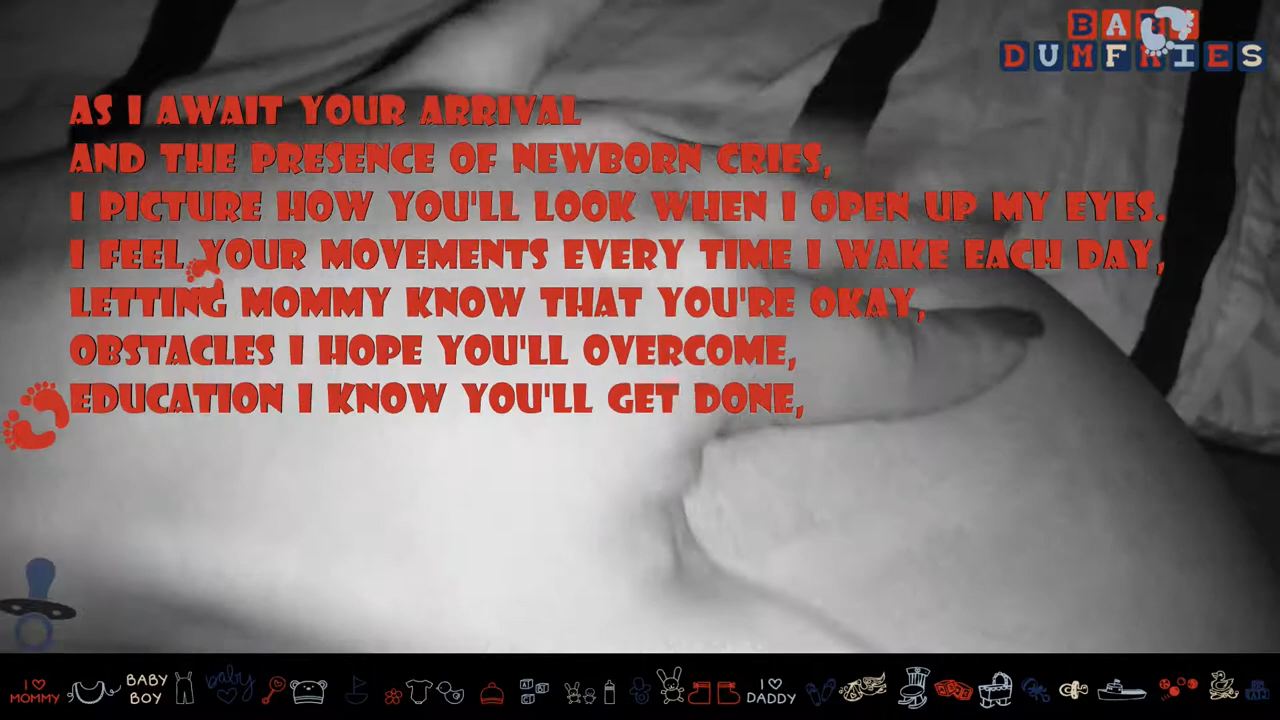 BABY
DUMFRIES
AS I AWAIT YOUR ARRIVAL
AND THE PRESENCE OF NEWBORN CRIES,
I PICTURE HOW YOU'LL LOOK WHEN I OPEN UP MY EYES.
I FEEL YOUR MOVEMENTS EVERY TIME I WAKE EACH DAY,
LETTING MOMMY KNOW THAT YOU'RE OKAY,
OBSTACLES I HOPE YOU'LL OVERCOME,
EDUCATION I KNOW YOU'LL GET DONE,
I
MOMMY
BABY
BOY
baby
I
DADDY